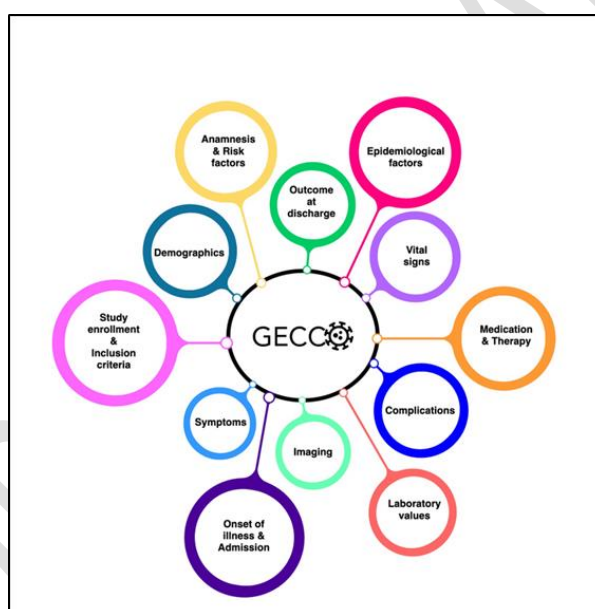 Anamnesis
& Risk
factors
Epidemiological
factors
Outcome
at
discharge
Demographics
Vital
signs
Study
enrollment
&
Inclusion
criteria
GECCO
Medication
& Therapy
Symptoms
Complications
Imaging
Onset of
illness &
Admission
Laboratory
values